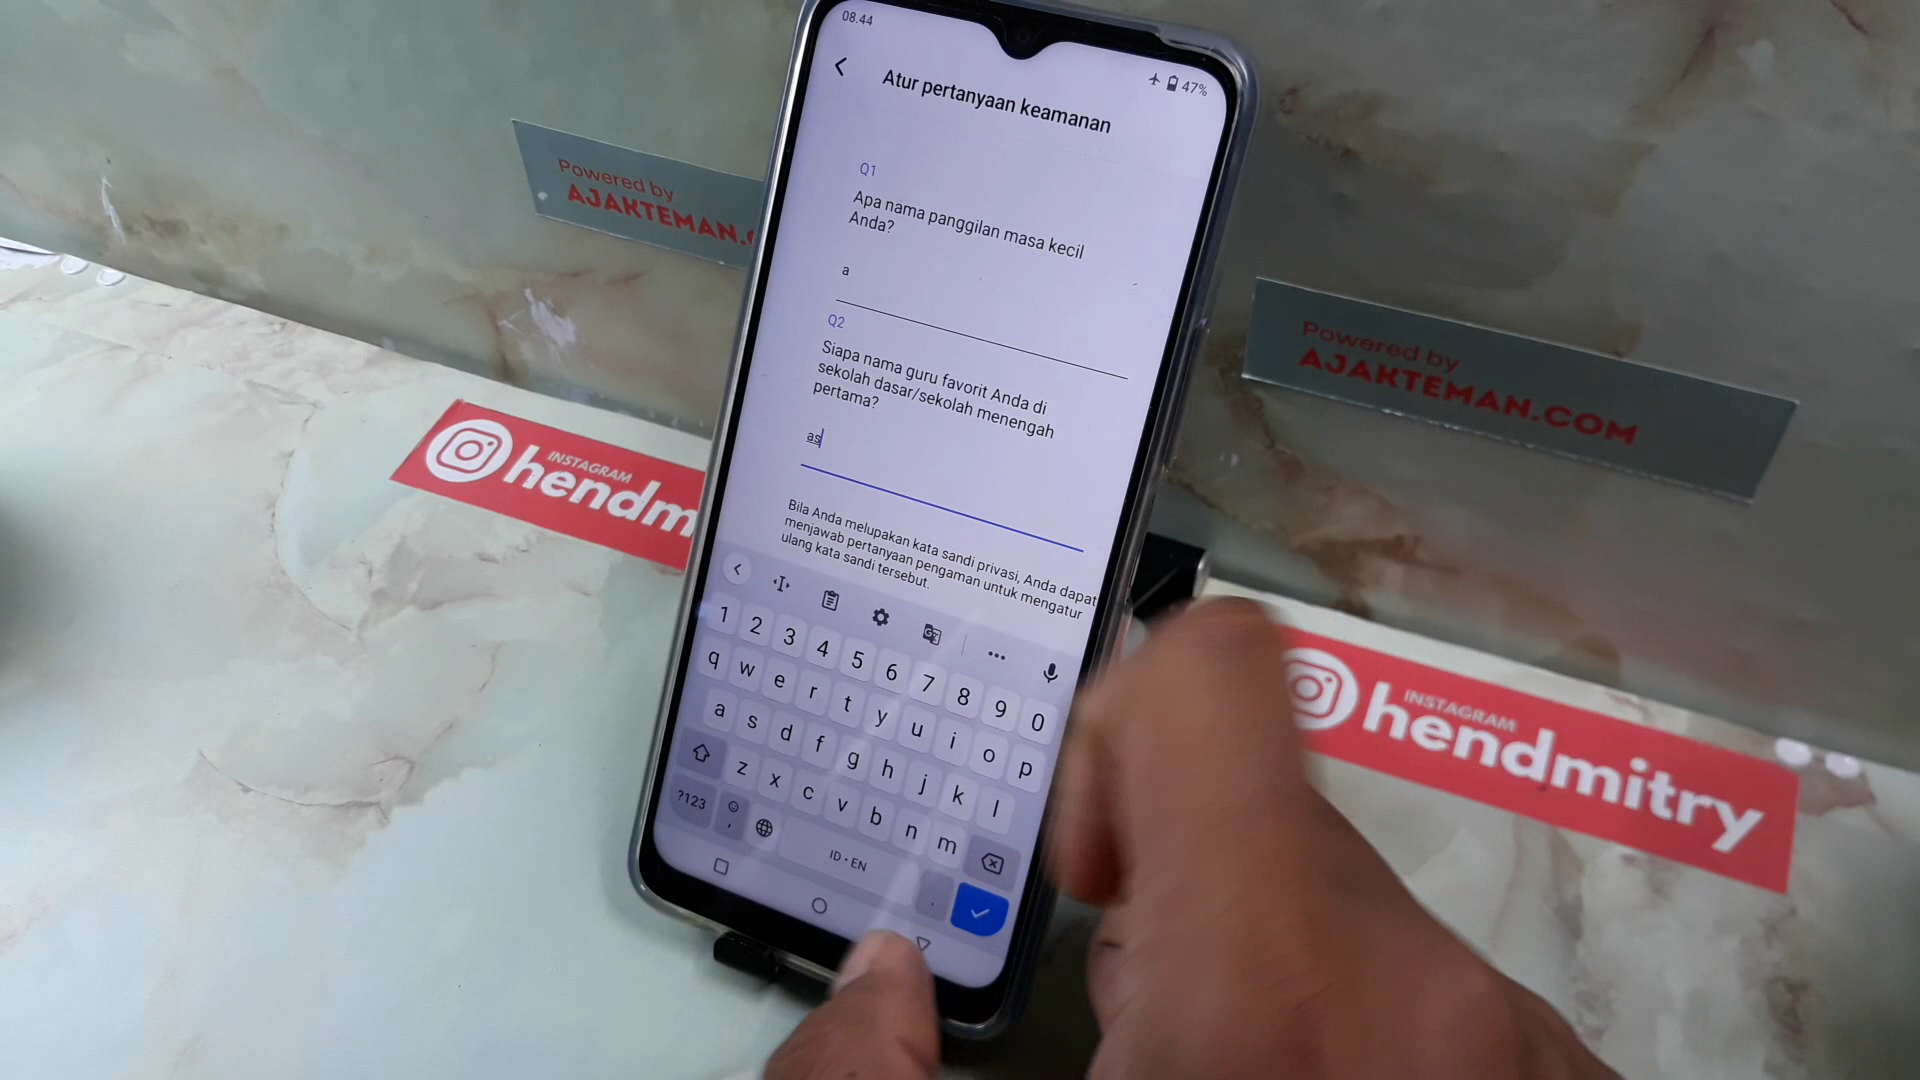 08.44
47%
Atur pertanyaan keamanan
Q1
Apa nama panggilan masa kecil
Anda?
a
Q2
Siapa nama guru favorit Anda di
sekolah dasar/sekolah menengah
pertama?
as
Bila Anda melupakan kata sandi privasi, Anda dapat
menjawab pertanyaan pengaman untuk mengatur
ulang kata sandi tersebut.
1 2 3 4 5 6 7 8 9 0
q w e r t y u i o p
a s d f g h j k l
z x c v b n m
?123 , ID • EN .
Powered by
AJAKTEMAN.C
Powered by
AJAKTEMAN.COM
INSTAGRAM
hendm
INSTAGRAM
hendmitry